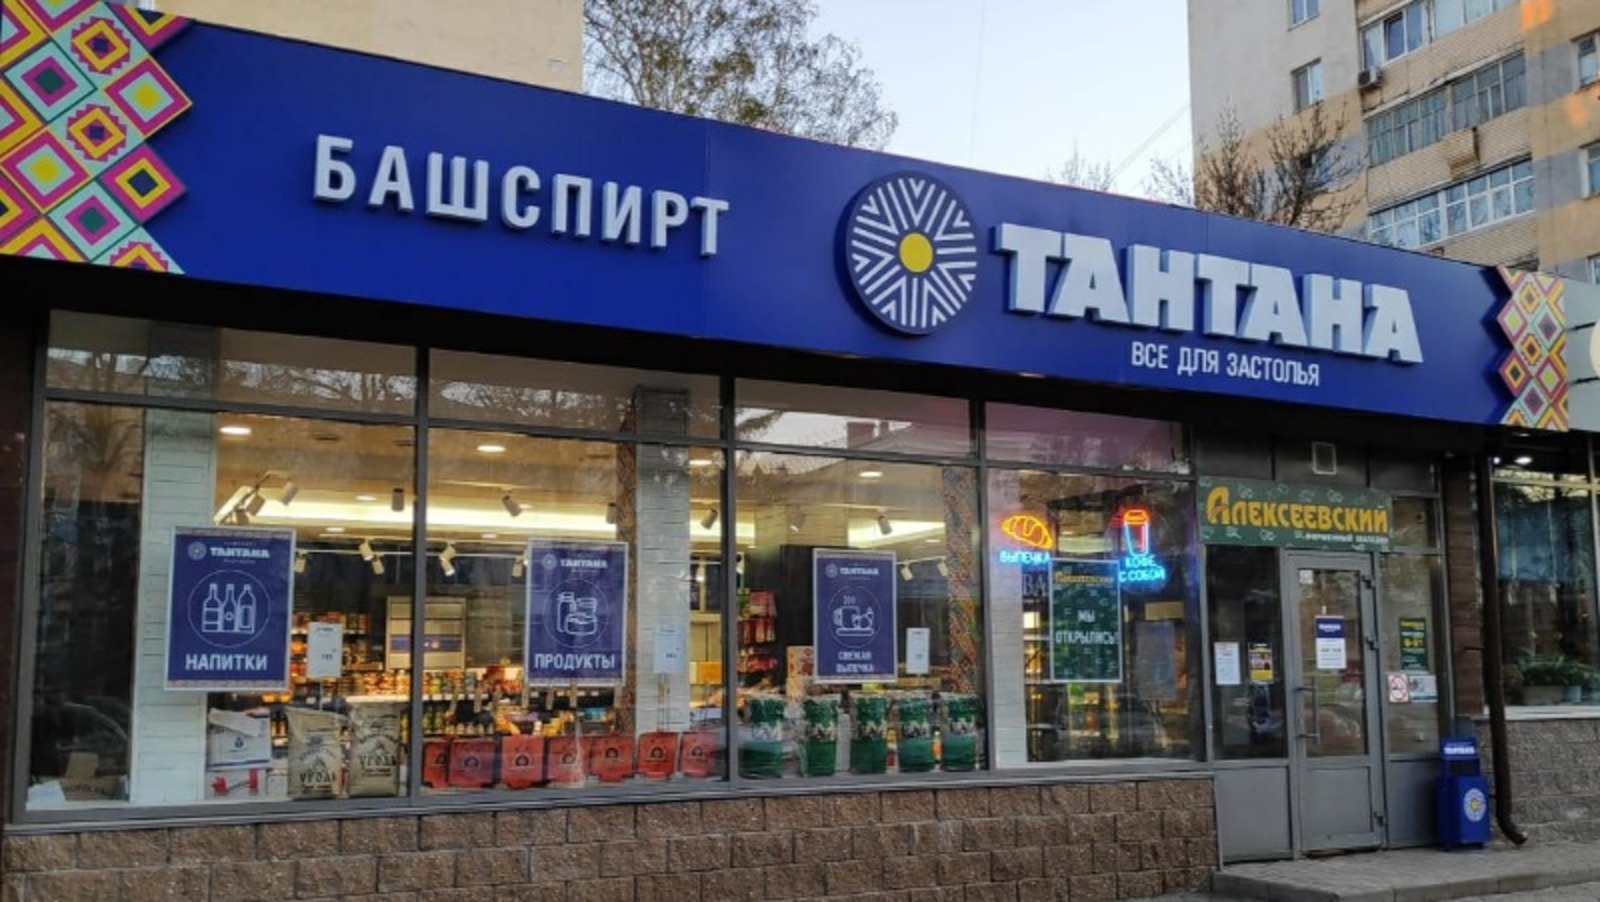 БАШСПИРТ
ТАНТАНА
ВСЕ ДЛЯ ЗАСТОЛЬЯ
АЛЕКСЕЕВСКИЙ
ФИРМЕННЫЙ МАГАЗИН
ТАНТАНА
НАПИТКИ
ТАНТАНА
ПРОДУКТЫ
ТАНТАНА
СВЕЖАЯ
ВЫПЕЧКА
ВЫПЕЧКА
КОФЕ
С СОБОЙ
МЫ
ОТКРЫЛИСЬ!
ТАНТАНА
ТАНТАНА